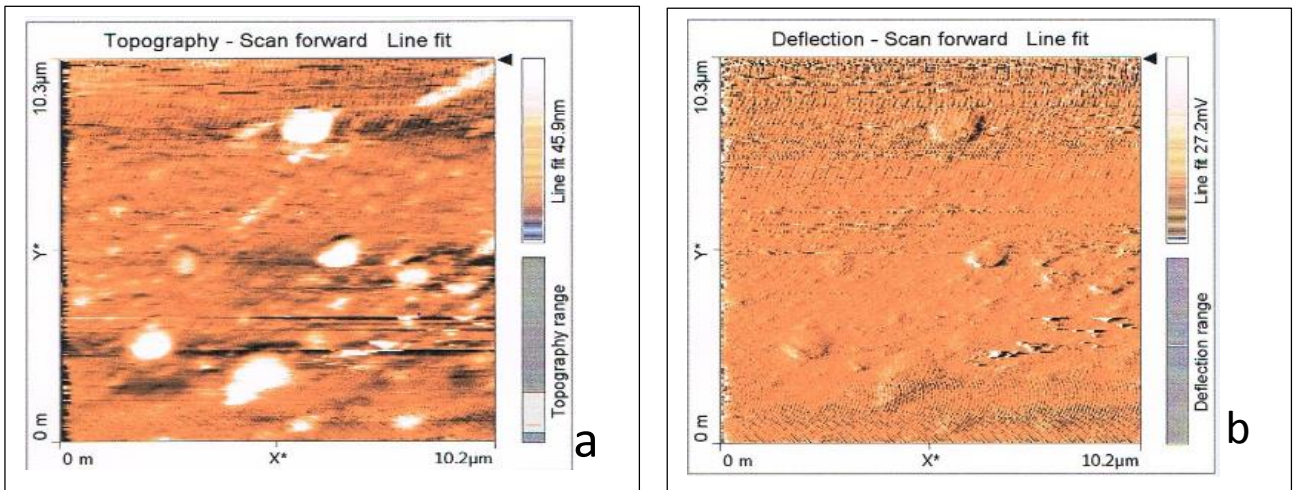 Topography - Scan forward Line fit
10.3µm
Y*
0 m
0 m
X*
10.2µm
Line fit 45.9nm
Topography range
a
Deflection - Scan forward Line fit
10.3µm
Y*
0 m
0 m
X*
10.2µm
Line fit 27.2mV
Deflection range
b